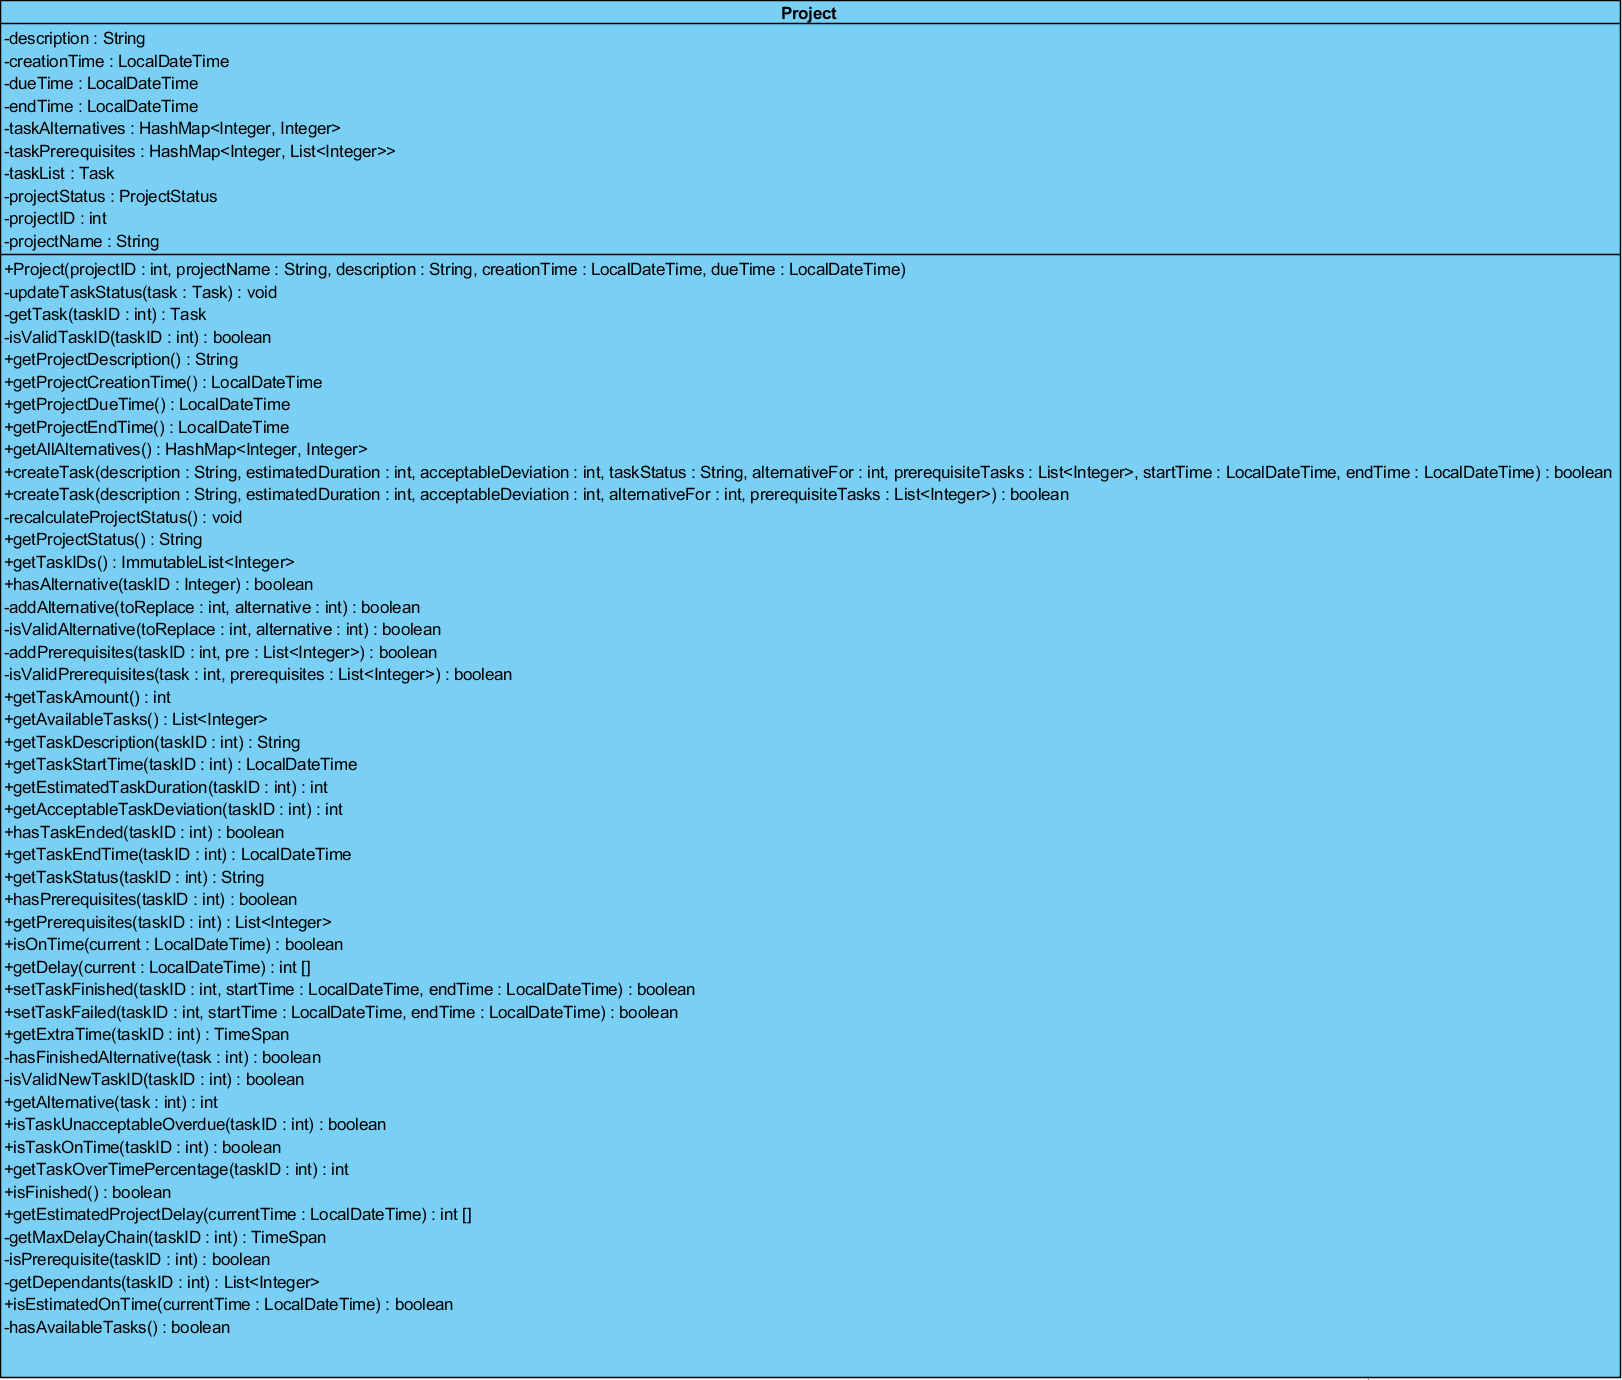 Project
-description : String
-creationTime : LocalDateTime
-dueTime : LocalDateTime
-endTime : LocalDateTime
-taskAlternatives : HashMap<Integer, Integer>
-taskPrerequisites : HashMap<Integer, List<Integer>>
-taskList : Task
-projectStatus : ProjectStatus
-projectID : int
-projectName : String
+Project(projectID : int, projectName : String, description : String, creationTime : LocalDateTime, dueTime : LocalDateTime)
-updateTaskStatus(task : Task) : void
-getTask(taskID : int) : Task
-isValidTaskID(taskID : int) : boolean
+getProjectDescription() : String
+getProjectCreationTime() : LocalDateTime
+getProjectDueTime() : LocalDateTime
+getProjectEndTime() : LocalDateTime
+getAllAlternatives() : HashMap<Integer, Integer>
+createTask(description : String, estimatedDuration : int, acceptableDeviation : int, taskStatus : String, alternativeFor : int, prerequisiteTasks : List<Integer>, startTime : LocalDateTime, endTime : LocalDateTime) : boolean
+createTask(description : String, estimatedDuration : int, acceptableDeviation : int, alternativeFor : int, prerequisiteTasks : List<Integer>) : boolean
-recalculateProjectStatus() : void
+getProjectStatus() : String
+getTaskIDs() : ImmutableList<Integer>
+hasAlternative(taskID : Integer) : boolean
-addAlternative(toReplace : int, alternative : int) : boolean
-isValidAlternative(toReplace : int, alternative : int) : boolean
-addPrerequisites(taskID : int, pre : List<Integer>) : boolean
-isValidPrerequisites(task : int, prerequisites : List<Integer>) : boolean
+getTaskAmount() : int
+getAvailableTasks() : List<Integer>
+getTaskDescription(taskID : int) : String
+getTaskStartTime(taskID : int) : LocalDateTime
+getEstimatedTaskDuration(taskID : int) : int
+getAcceptableTaskDeviation(taskID : int) : int
+hasTaskEnded(taskID : int) : boolean
+getTaskEndTime(taskID : int) : LocalDateTime
+getTaskStatus(taskID : int) : String
+hasPrerequisites(taskID : int) : boolean
+getPrerequisites(taskID : int) : List<Integer>
+isOnTime(current : LocalDateTime) : boolean
+getDelay(current : LocalDateTime) : int []
+setTaskFinished(taskID : int, startTime : LocalDateTime, endTime : LocalDateTime) : boolean
+setTaskFailed(taskID : int, startTime : LocalDateTime, endTime : LocalDateTime) : boolean
+getExtraTime(taskID : int) : TimeSpan
-hasFinishedAlternative(task : int) : boolean
-isValidNewTaskID(taskID : int) : boolean
+getAlternative(task : int) : int
+isTaskUnacceptableOverdue(taskID : int) : boolean
+isTaskOnTime(taskID : int) : boolean
+getTaskOverTimePercentage(taskID : int) : int
+isFinished() : boolean
+getEstimatedProjectDelay(currentTime : LocalDateTime) : int []
-getMaxDelayChain(taskID : int) : TimeSpan
-isPrerequisite(taskID : int) : boolean
-getDependants(taskID : int) : List<Integer>
+isEstimatedOnTime(currentTime : LocalDateTime) : boolean
-hasAvailableTasks() : boolean